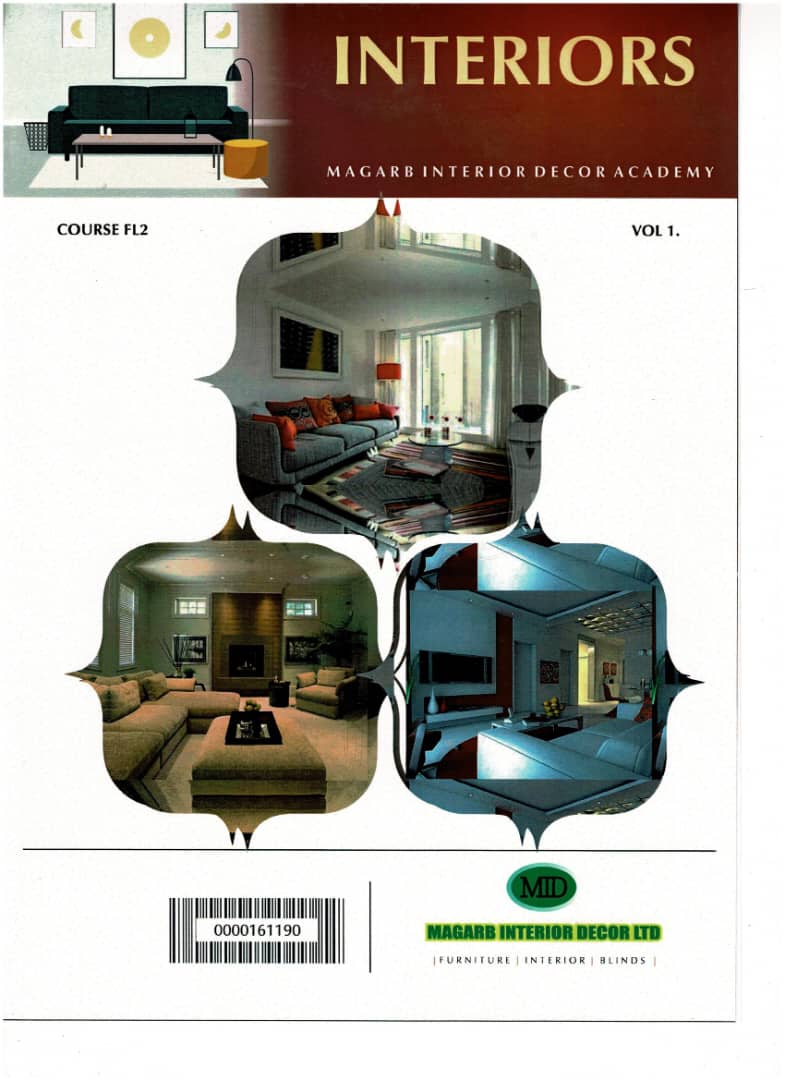 INTERIORS
MAGARB INTERIOR DECOR ACADEMY
COURSE FL2
VOL 1.
0000161190
MID
MAGARB INTERIOR DECOR LTD
|FURNITURE | INTERIOR | BLINDS |